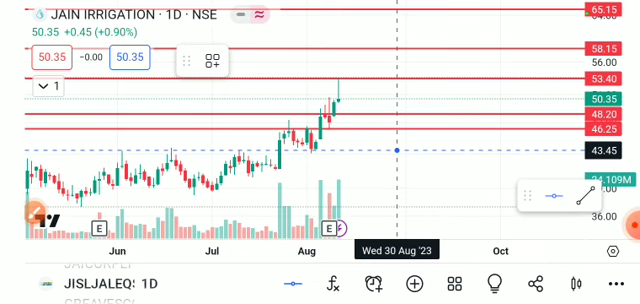 JAIN IRRIGATION · 1D · NSE
50.35 +0.45 (+0.90%)
50.35 −0.00 50.35
1
65.15
58.15
56.00
53.40
50.35
48.20
46.25
43.45
36.00
E E
Jun Jul Aug Wed 30 Aug '23 Oct
JISLJALEQS 1D